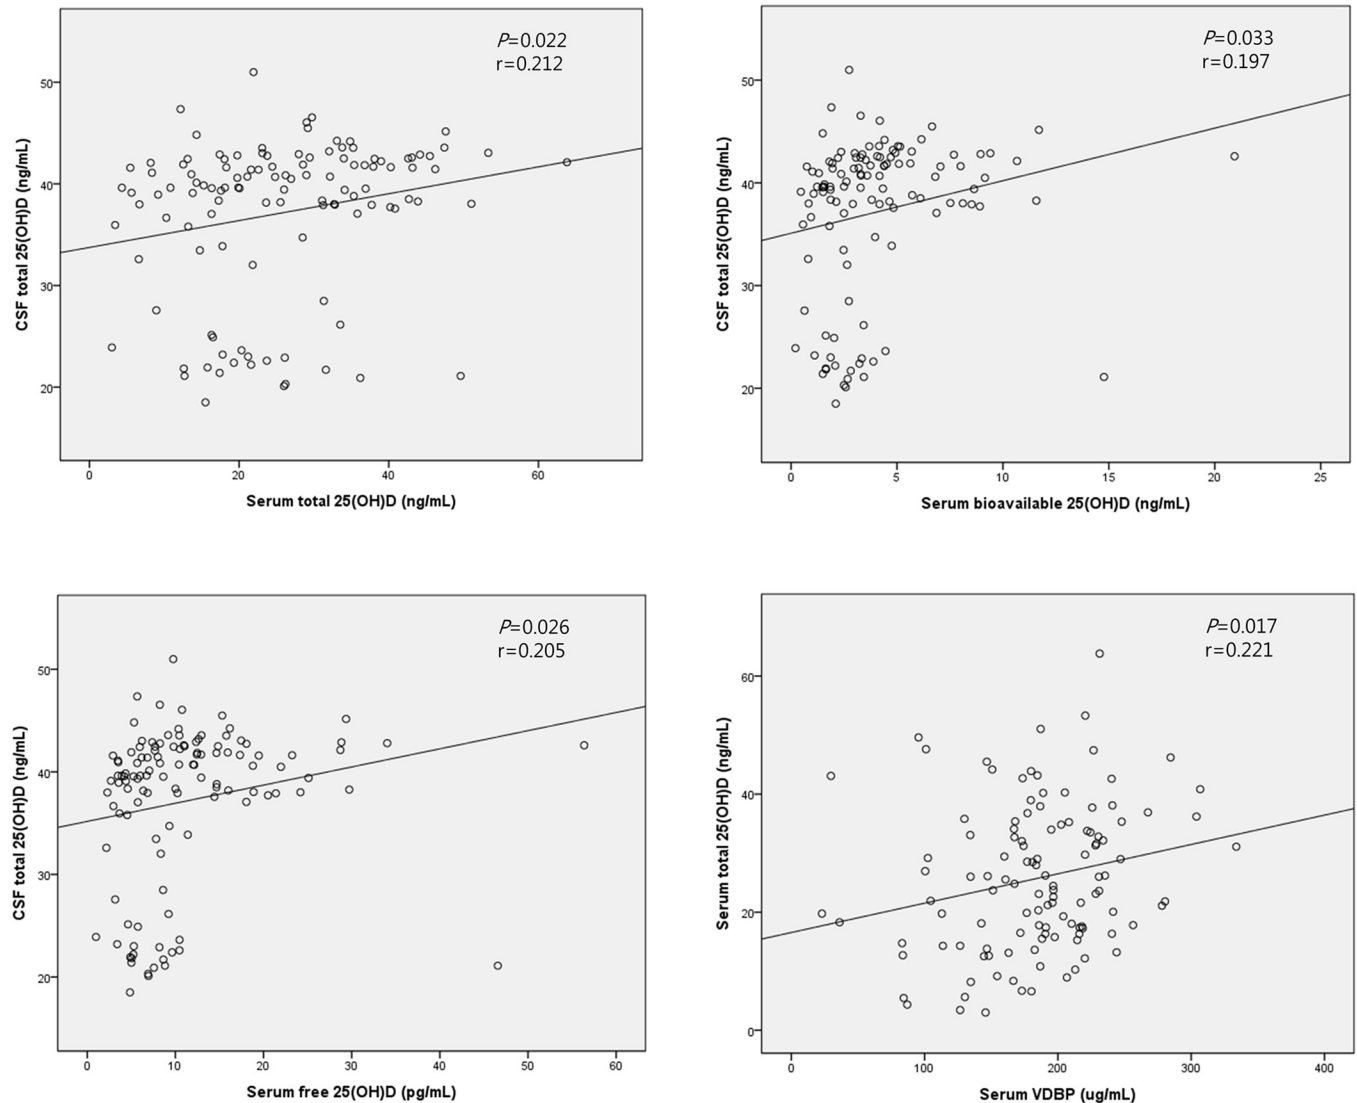 P=0.022
r=0.212
50
40
30
20
CSF total 25(OH)D (ng/mL)
0 20 40 60
Serum total 25(OH)D (ng/mL)
P=0.033
r=0.197
50
40
30
20
CSF total 25(OH)D (ng/mL)
0 5 10 15 20 25
Serum bioavailable 25(OH)D (ng/mL)
P=0.026
r=0.205
50
40
30
20
CSF total 25(OH)D (ng/mL)
0 10 20 30 40 50 60
Serum free 25(OH)D (pg/mL)
P=0.017
r=0.221
60
40
20
0
Serum total 25(OH)D (ng/mL)
0 100 200 300 400
Serum VDBP (ug/mL)